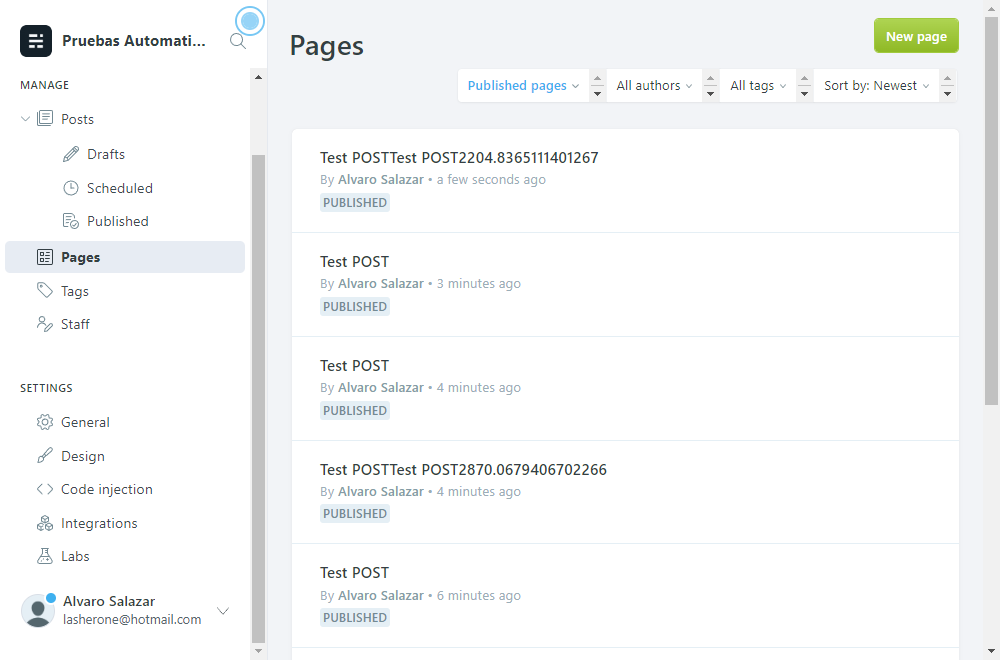 Pruebas Automati...
MANAGE
Posts
Drafts
Scheduled
Published
Pages
Tags
Staff
SETTINGS
General
Design
Code injection
Integrations
Labs
Alvaro Salazar
lasherone@hotmail.com
Pages
New page
Published pages
All authors
All tags
Sort by: Newest
Test POSTTest POST2204.8365111401267
By Alvaro Salazar • a few seconds ago
PUBLISHED
Test POST
By Alvaro Salazar • 3 minutes ago
PUBLISHED
Test POST
By Alvaro Salazar • 4 minutes ago
PUBLISHED
Test POSTTest POST2870.0679406702266
By Alvaro Salazar • 4 minutes ago
PUBLISHED
Test POST
By Alvaro Salazar • 6 minutes ago
PUBLISHED